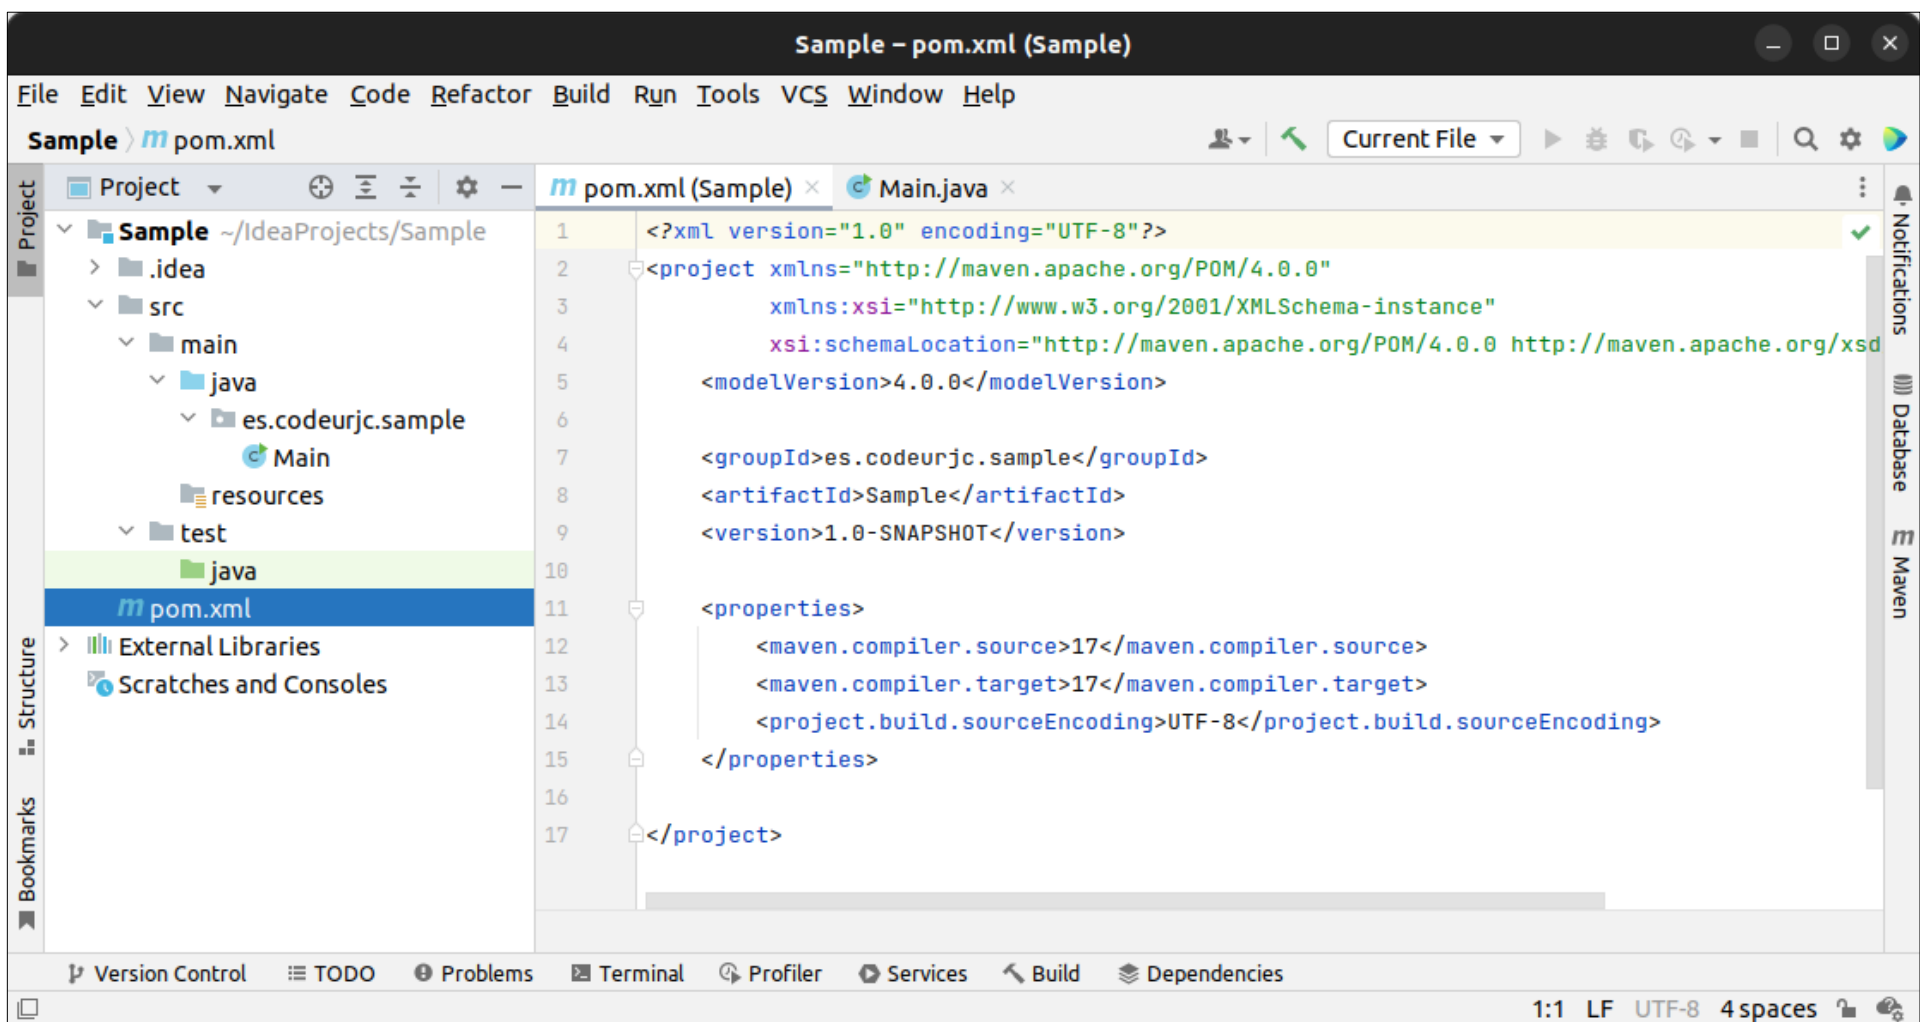 Sample – pom.xml (Sample)
File Edit View Navigate Code Refactor Build Run Tools VCS Window Help
Sample m pom.xml
Current File
Project
Project
Structure
Bookmarks
Sample ~/IdeaProjects/Sample
.idea
src
main
java
es.codeurjc.sample
Main
resources
test
java
m pom.xml
External Libraries
Scratches and Consoles
m pom.xml (Sample)
C Main.java
1 <?xml version="1.0" encoding="UTF-8"?>
2 <project xmlns="http://maven.apache.org/POM/4.0.0"
3 xmlns:xsi="http://www.w3.org/2001/XMLSchema-instance"
4 xsi:schemaLocation="http://maven.apache.org/POM/4.0.0 http://maven.apache.org/xsd
5 <modelVersion>4.0.0</modelVersion>
6
7 <groupId>es.codeurjc.sample</groupId>
8 <artifactId>Sample</artifactId>
9 <version>1.0-SNAPSHOT</version>
10
11 <properties>
12 <maven.compiler.source>17</maven.compiler.source>
13 <maven.compiler.target>17</maven.compiler.target>
14 <project.build.sourceEncoding>UTF-8</project.build.sourceEncoding>
15 </properties>
16
17 </project>
Notifications
Database
m Maven
Version Control TODO Problems Terminal Profiler Services Build Dependencies
1:1 LF UTF-8 4 spaces